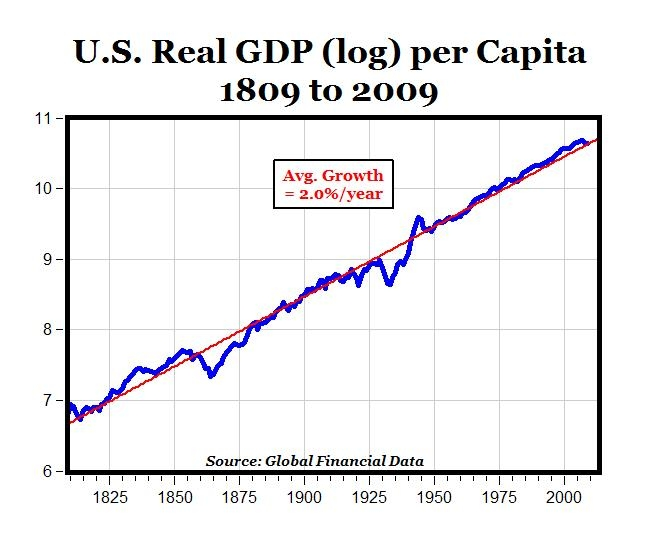 U.S. Real GDP (log) per Capita
1809 to 2009
11
Avg. Growth
= 2.0%/year
10
9
8
7
6
Source: Global Financial Data
1825 1850 1875 1900 1925 1950 1975 2000